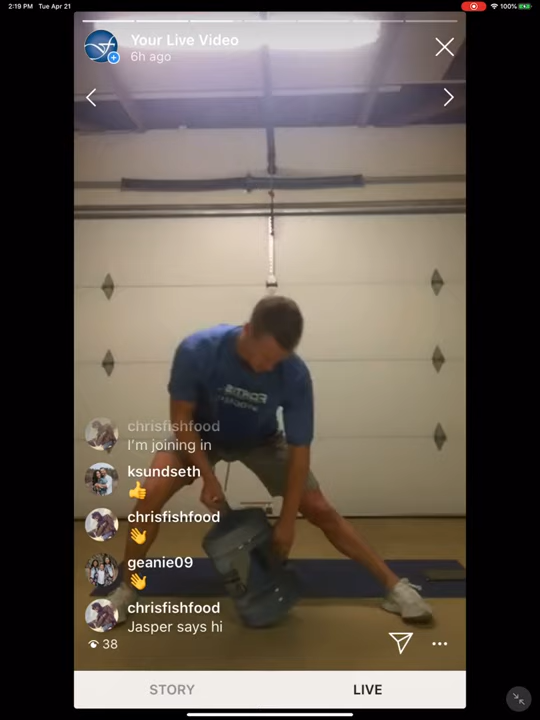 2:19 PM Tue Apr 21
100%
Your Live Video
6h ago
chrisfishfood
I'm joining in
ksundseth
chrisfishfood
geanie09
chrisfishfood
Jasper says hi
38
STORY
LIVE